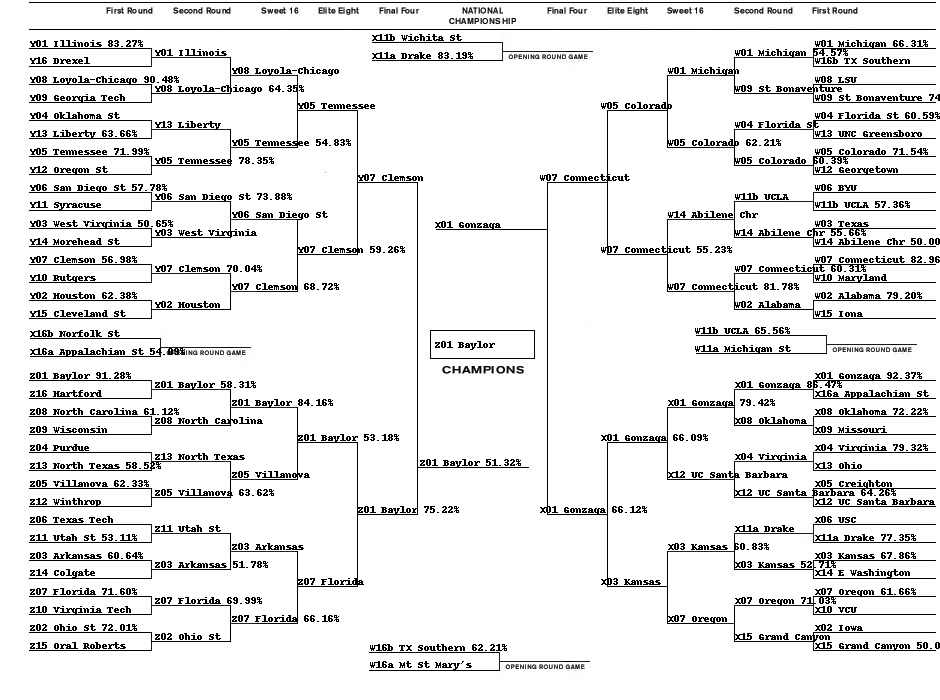 First Round Second Round Sweet 16 Elite Eight Final Four NATIONAL CHAMPIONSHIP Final Four Elite Eight Sweet 16 Second Round First Round
X11b Wichita St
X11a Drake 83.19%
OPENING ROUND GAME
Y01 Illinois 83.27%
Y16 Drexel
Y08 Loyola-Chicago 90.48%
Y09 Georgia Tech
Y04 Oklahoma St
Y13 Liberty 63.66%
Y05 Tennessee 71.99%
Y12 Oregon St
Y06 San Diego St 57.78%
Y11 Syracuse
Y03 West Virginia 50.65%
Y14 Morehead St
Y07 Clemson 56.98%
Y10 Rutgers
Y02 Houston 62.38%
Y15 Cleveland St
Y01 Illinois
Y08 Loyola-Chicago 64.35%
Y13 Liberty
Y05 Tennessee 78.35%
Y06 San Diego St 73.88%
Y03 West Virginia
Y07 Clemson 70.04%
Y02 Houston
Y08 Loyola-Chicago
Y05 Tennessee 54.83%
Y06 San Diego St
Y07 Clemson 68.72%
Y05 Tennessee
Y07 Clemson 59.26%
Y07 Clemson
X16b Norfolk St
X16a Appalachian St
ROUND GAME
Z01 Baylor 91.28%
Z16 Hartford
Z08 North Carolina 61.12%
Z09 Wisconsin
Z04 Purdue
Z13 North Texas 58.52%
Z05 Villanova 62.33%
Z12 Winthrop
Z06 Texas Tech
Z11 Utah St 53.11%
Z03 Arkansas 60.64%
Z14 Colgate
Z07 Florida 71.60%
Z10 Virginia Tech
Z02 Ohio St 72.01%
Z15 Oral Roberts
Z01 Baylor 58.31%
Z08 North Carolina
Z13 North Texas
Z05 Villanova 63.62%
Z11 Utah St
Z03 Arkansas 51.78%
Z07 Florida 69.99%
Z02 Ohio St
Z01 Baylor 84.16%
Z05 Villanova
Z03 Arkansas
Z07 Florida 66.16%
Z01 Baylor 53.18%
Z07 Florida
Z01 Baylor 75.22%
X01 Gonzaga
Z01 Baylor
CHAMPIONS
Z01 Baylor 51.32%
W16b TX Southern 62.21%
W16a Mt St Mary's
OPENING ROUND GAME
W07 Connecticut
W05 Colorado
W07 Connecticut 55.23%
W01 Michigan
W05 Colorado 62.21%
W14 Abilene Chr
W07 Connecticut 81.78%
W01 Michigan 54.57%
W09 St Bonaventure
W04 Florida St
W05 Colorado 60.39%
W11b UCLA
W14 Abilene Chr 55.66%
W07 Connecticut 60.31%
W02 Alabama
W01 Michigan 66.31%
W16b TX Southern
W08 LSU
W09 St Bonaventure 74
W04 Florida St 60.59%
W13 UNC Greensboro
W05 Colorado 71.54%
W12 Georgetown
W06 BYU
W11b UCLA 57.36%
W03 Texas
W14 Abilene Chr 50.00
W07 Connecticut 82.96
W10 Maryland
W02 Alabama 79.20%
W15 Iona
W11b UCLA 65.56%
W11a Michigan St
OPENING ROUND GAME
X01 Gonzaga 66.12%
X01 Gonzaga 66.09%
X03 Kansas
X01 Gonzaga 79.42%
X12 UC Santa Barbara
X03 Kansas 60.83%
X07 Oregon
X01 Gonzaga 86.47%
X08 Oklahoma
X04 Virginia
X12 UC Santa Barbara 64.26%
X11a Drake
X03 Kansas 52.71%
X07 Oregon 71.03%
X15 Grand Canyon
X01 Gonzaga 92.37%
X16a Appalachian St
X08 Oklahoma 72.22%
X09 Missouri
X04 Virginia 79.32%
X13 Ohio
X05 Creighton
X12 UC Santa Barbara
X06 USC
X11a Drake 77.35%
X03 Kansas 67.86%
X14 E Washington
X07 Oregon 61.66%
X10 VCU
X02 Iowa
X15 Grand Canyon 50.0